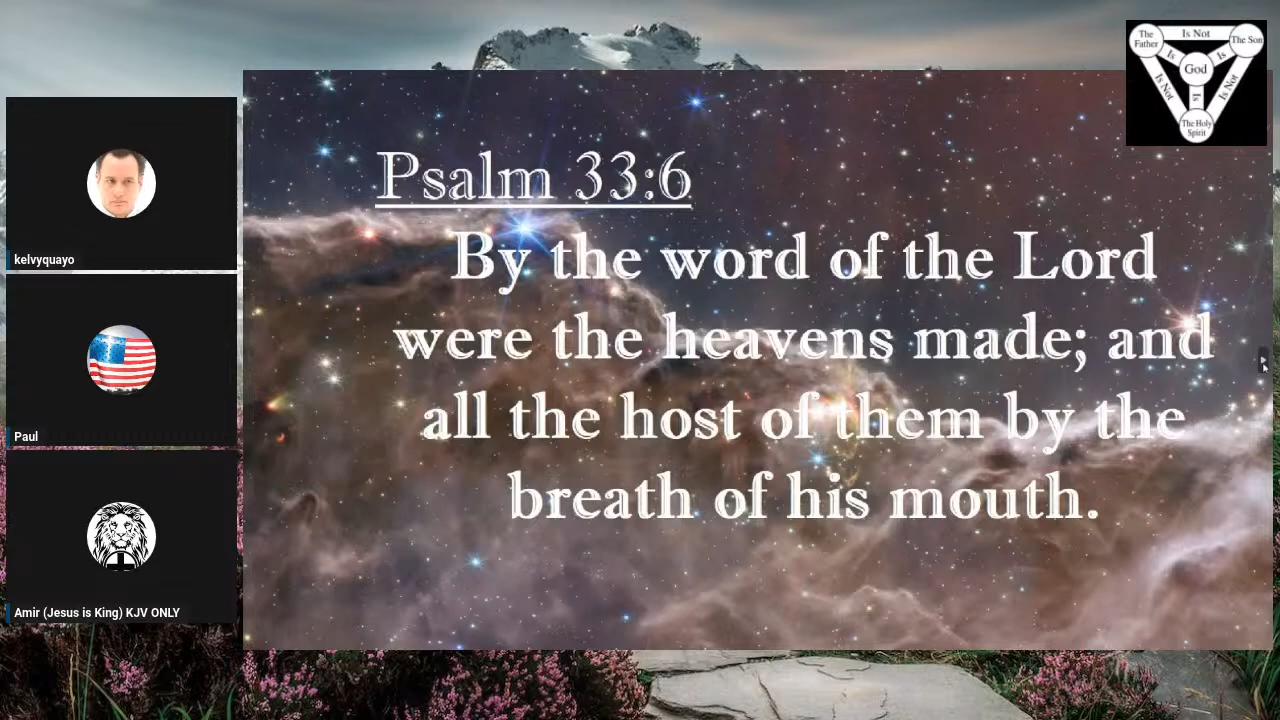 Psalm 33:6
By the word of the Lord
were the heavens made; and
all the host of them by the
breath of his mouth.
kelvyquayo
Paul
Amir (Jesus is King) KJV ONLY
The
Father
Is Not
The Son
Is
Is
God
Is Not
Is
Is Not
The Holy
Spirit